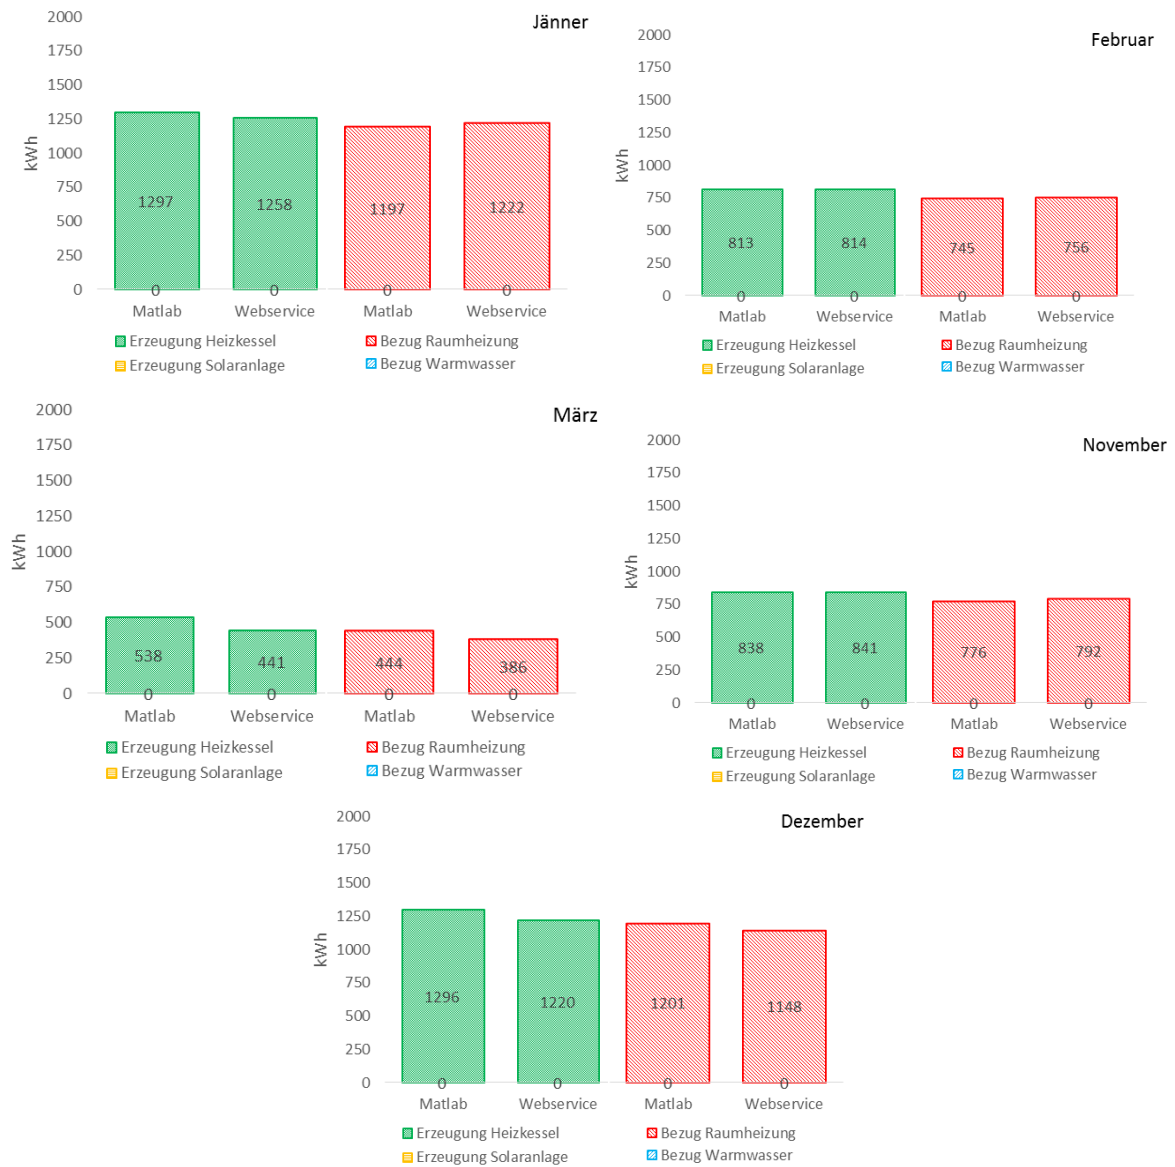 Jänner
2000
1750
1500
1250
1000
750
500
250
0
kWh
1297 1258 1197 1222
0 0 0 0
Matlab Webservice Matlab Webservice
Erzeugung Heizkessel Bezug Raumheizung
Erzeugung Solaranlage Bezug Warmwasser
Februar
2000
1750
1500
1250
1000
750
500
250
0
kWh
813 814 745 756
0 0 0 0
Matlab Webservice Matlab Webservice
Erzeugung Heizkessel Bezug Raumheizung
Erzeugung Solaranlage Bezug Warmwasser
März
2000
1750
1500
1250
1000
750
500
250
0
kWh
538 441 444 386
0 0 0 0
Matlab Webservice Matlab Webservice
Erzeugung Heizkessel Bezug Raumheizung
Erzeugung Solaranlage Bezug Warmwasser
November
2000
1750
1500
1250
1000
750
500
250
0
kWh
838 841 776 792
0 0 0 0
Matlab Webservice Matlab Webservice
Erzeugung Heizkessel Bezug Raumheizung
Erzeugung Solaranlage Bezug Warmwasser
Dezember
2000
1750
1500
1250
1000
750
500
250
0
kWh
1296 1220 1201 1148
0 0 0 0
Matlab Webservice Matlab Webservice
Erzeugung Heizkessel Bezug Raumheizung
Erzeugung Solaranlage Bezug Warmwasser